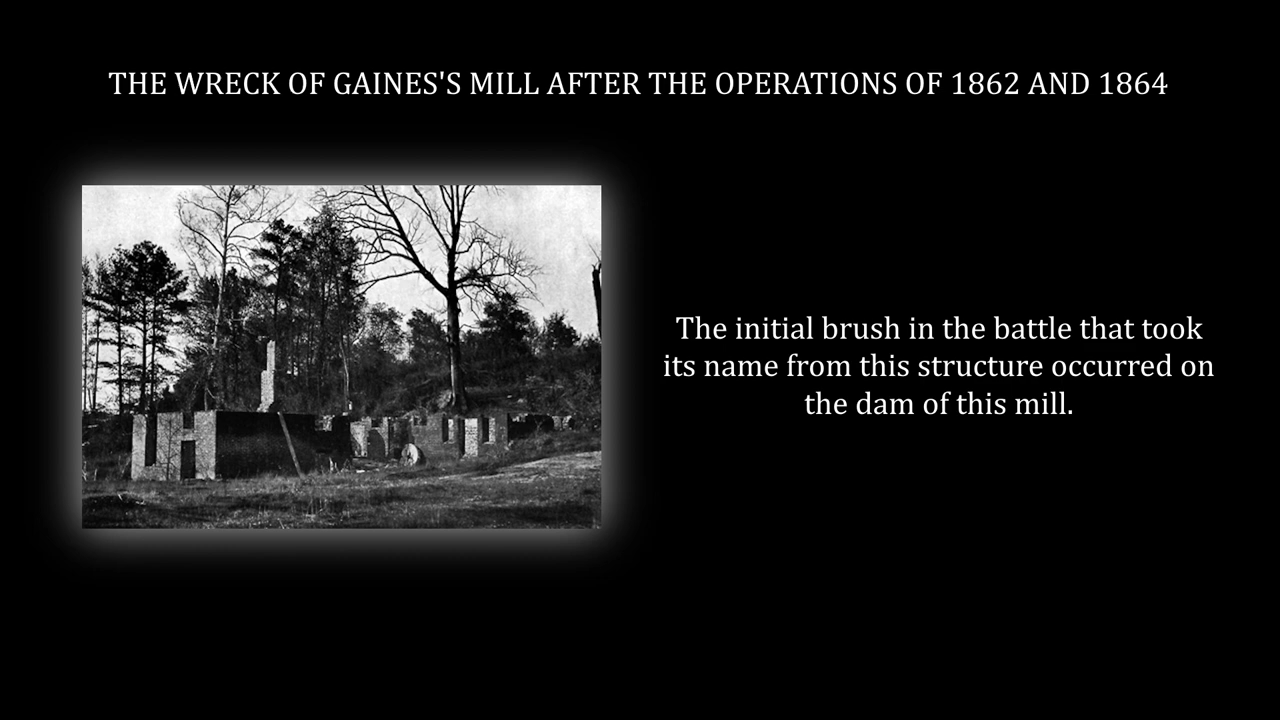 THE WRECK OF GAINES'S MILL AFTER THE OPERATIONS OF 1862 AND 1864
The initial brush in the battle that took
its name from this structure occurred on
the dam of this mill.